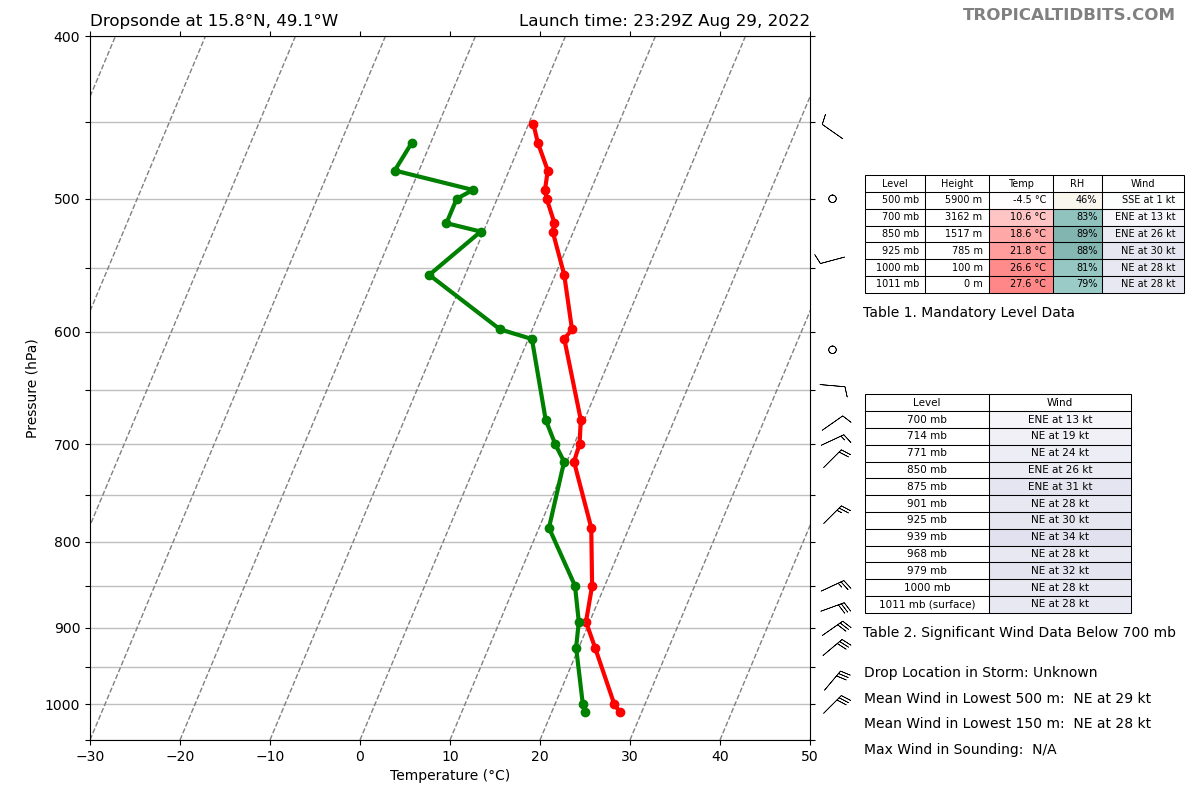 Dropsonde at 15.8°N, 49.1°W
Launch time: 23:29Z Aug 29, 2022
TROPICALTIDBITS.COM
400
500
600
700
800
900
1000
Pressure (hPa)
−30 −20 −10 0 10 20 30 40 50
Temperature (°C)
Level Height Temp RH Wind
500 mb 5900 m -4.5 °C 46% SSE at 1 kt
700 mb 3162 m 10.6 °C 83% ENE at 13 kt
850 mb 1517 m 18.6 °C 89% ENE at 26 kt
925 mb 785 m 21.8 °C 88% NE at 30 kt
1000 mb 100 m 26.6 °C 81% NE at 28 kt
1011 mb 0 m 27.6 °C 79% NE at 28 kt
Table 1. Mandatory Level Data
Level Wind
700 mb ENE at 13 kt
714 mb NE at 19 kt
771 mb NE at 24 kt
850 mb ENE at 26 kt
875 mb ENE at 31 kt
901 mb NE at 28 kt
925 mb NE at 30 kt
939 mb NE at 34 kt
968 mb NE at 28 kt
979 mb NE at 32 kt
1000 mb NE at 28 kt
1011 mb (surface) NE at 28 kt
Table 2. Significant Wind Data Below 700 mb
Drop Location in Storm: Unknown
Mean Wind in Lowest 500 m:  NE at 29 kt
Mean Wind in Lowest 150 m:  NE at 28 kt
Max Wind in Sounding:  N/A